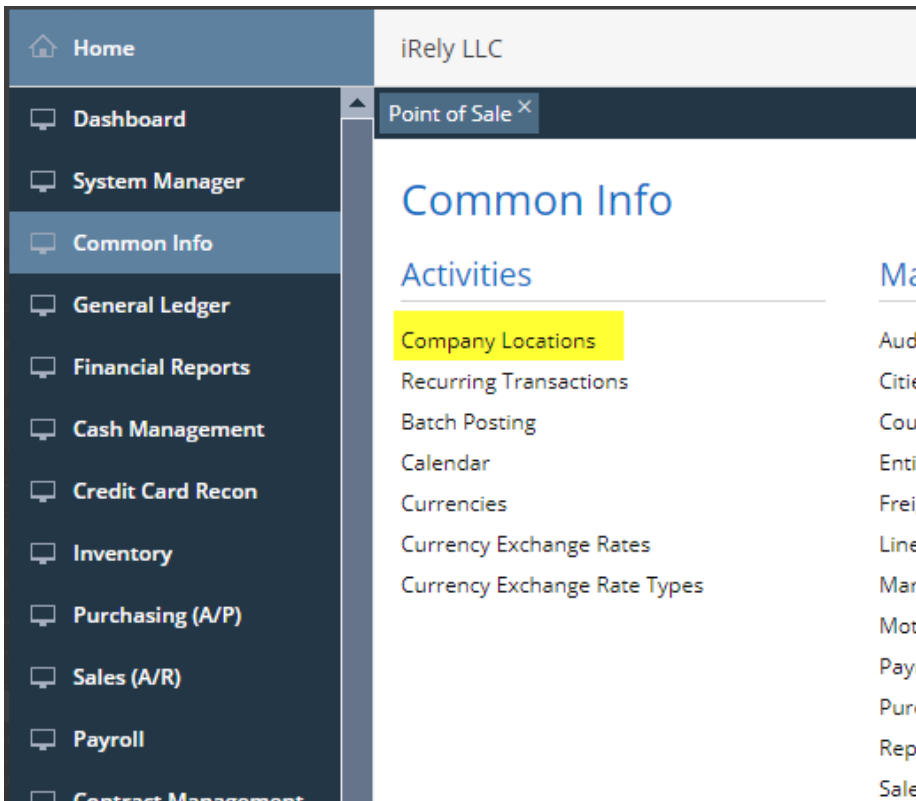 Home
iRely LLC
Dashboard
Point of Sale
System Manager
Common Info
General Ledger
Financial Reports
Cash Management
Credit Card Recon
Inventory
Purchasing (A/P)
Sales (A/R)
Payroll
Contract Management
Common Info
Activities
Company Locations
Recurring Transactions
Batch Posting
Calendar
Currencies
Currency Exchange Rates
Currency Exchange Rate Types